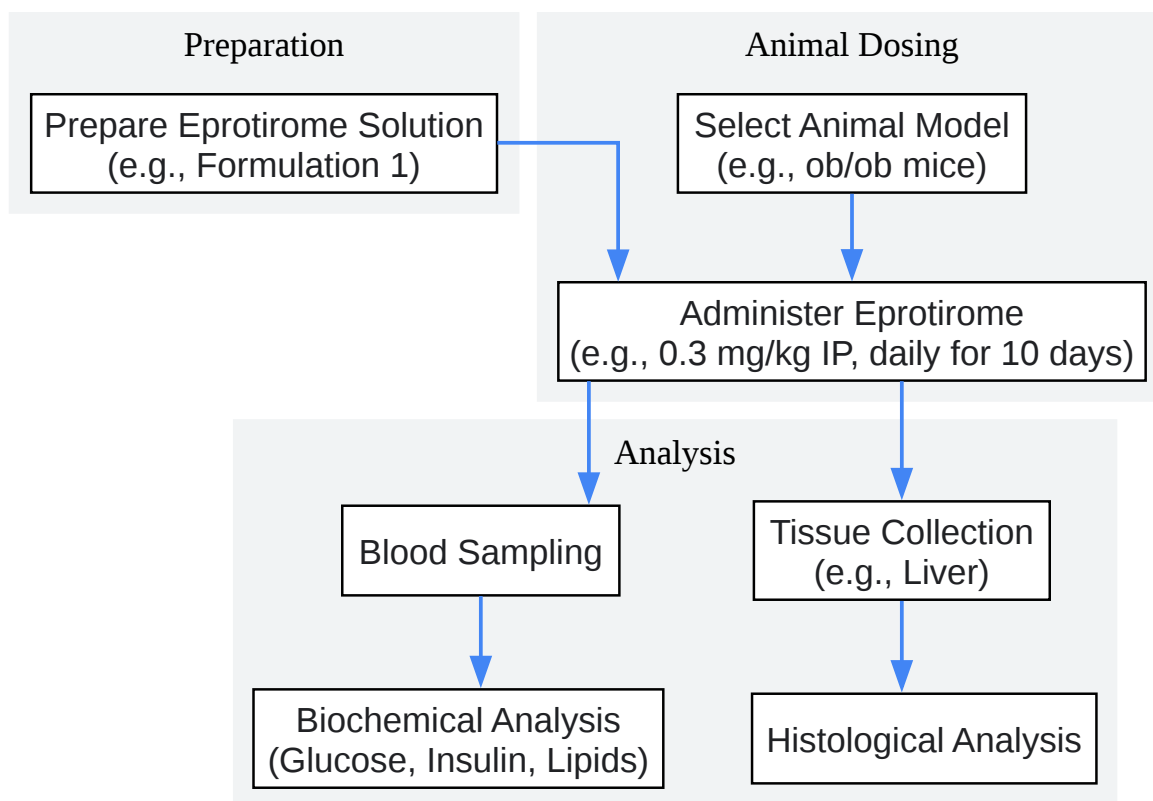 Preparation
Prepare Eprotirome Solution
(e.g., Formulation 1)
Animal Dosing
Select Animal Model
(e.g., ob/ob mice)
Administer Eprotirome
(e.g., 0.3 mg/kg IP, daily for 10 days)
Analysis
Blood Sampling
Tissue Collection
(e.g., Liver)
Biochemical Analysis
(Glucose, Insulin, Lipids)
Histological Analysis